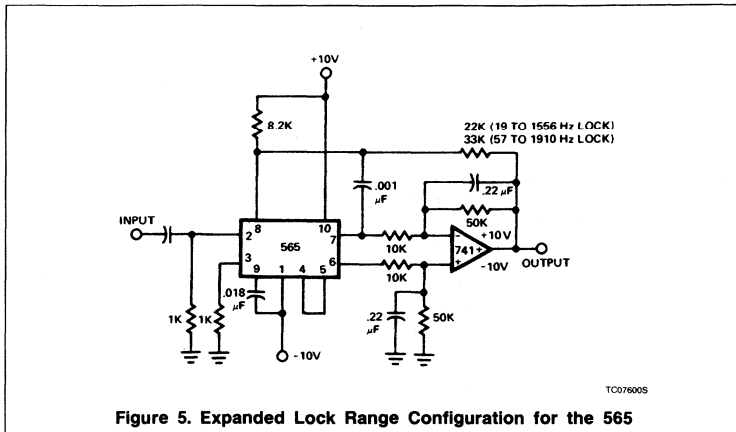 +10V
22K (19 TO 1556 Hz LOCK)
33K (57 TO 1910 HZ LOCK)
8.2K
.001
µF
.22 µF
50K
INPUT
8
10
2
565
7
10K
-
+10V
741
+
OUTPUT
3
6
+
-10V
9
1
4
5
10K
.018
µF
.22
µF
50K
1K
1K
-10V
TC07600S
Figure 5. Expanded Lock Range Configuration for the 565